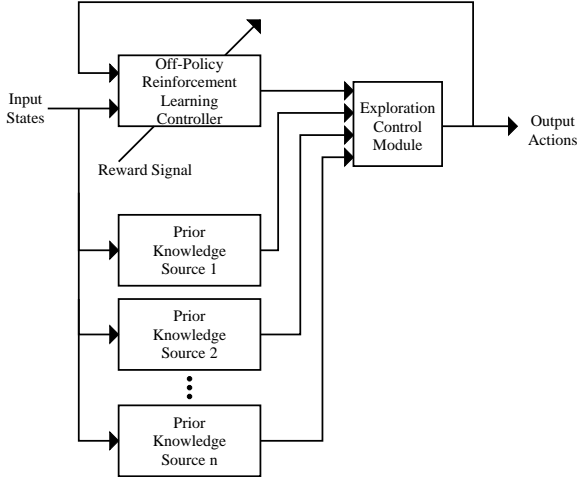 Off-Policy
Reinforcement
Learning
Controller
Input
States
Reward Signal
Exploration
Control
Module
Output
Actions
Prior
Knowledge
Source 1
Prior
Knowledge
Source 2
Prior
Knowledge
Source n